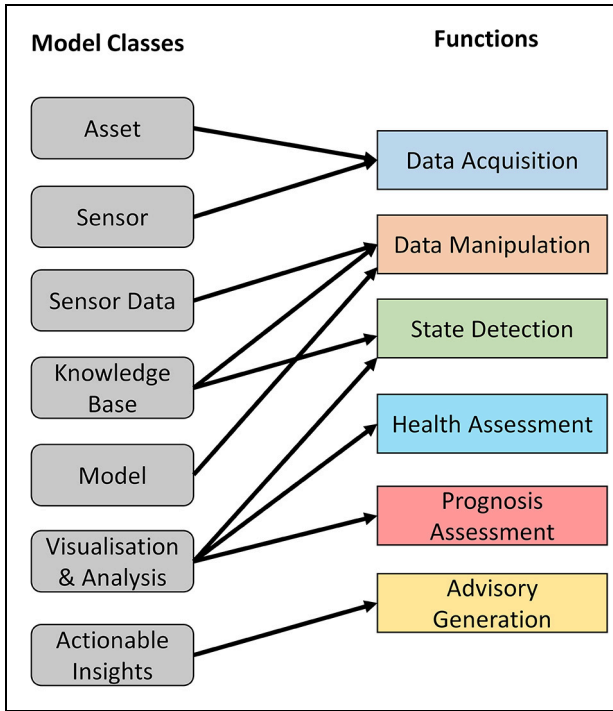 Model Classes
Functions
Asset
Sensor
Sensor Data
Knowledge
Base
Model
Visualisation
& Analysis
Actionable
Insights
Data Acquisition
Data Manipulation
State Detection
Health Assessment
Prognosis
Assessment
Advisory
Generation